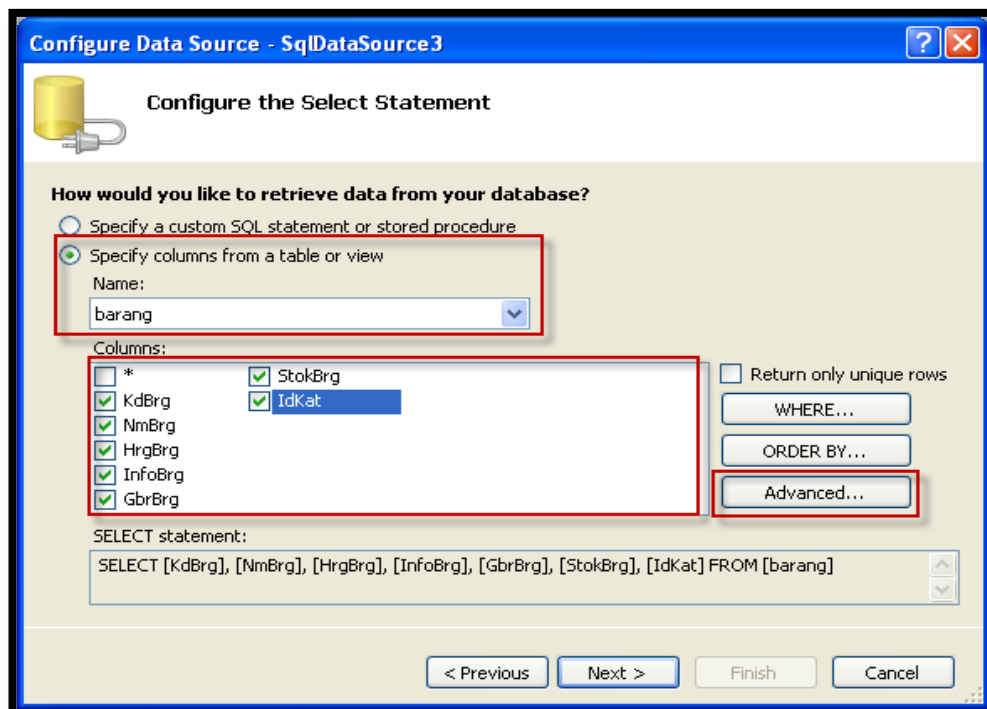 Configure Data Source - SqlDataSource3
Configure the Select Statement
How would you like to retrieve data from your database?
Specify a custom SQL statement or stored procedure
Specify columns from a table or view
Name:
barang
Columns:
*
KdBrg
NmBrg
HrgBrg
InfoBrg
GbrBrg
StokBrg
IdKat
Return only unique rows
WHERE...
ORDER BY...
Advanced...
SELECT statement:
SELECT [KdBrg], [NmBrg], [HrgBrg], [InfoBrg], [GbrBrg], [StokBrg], [IdKat] FROM [barang]
< Previous
Next >
Finish
Cancel